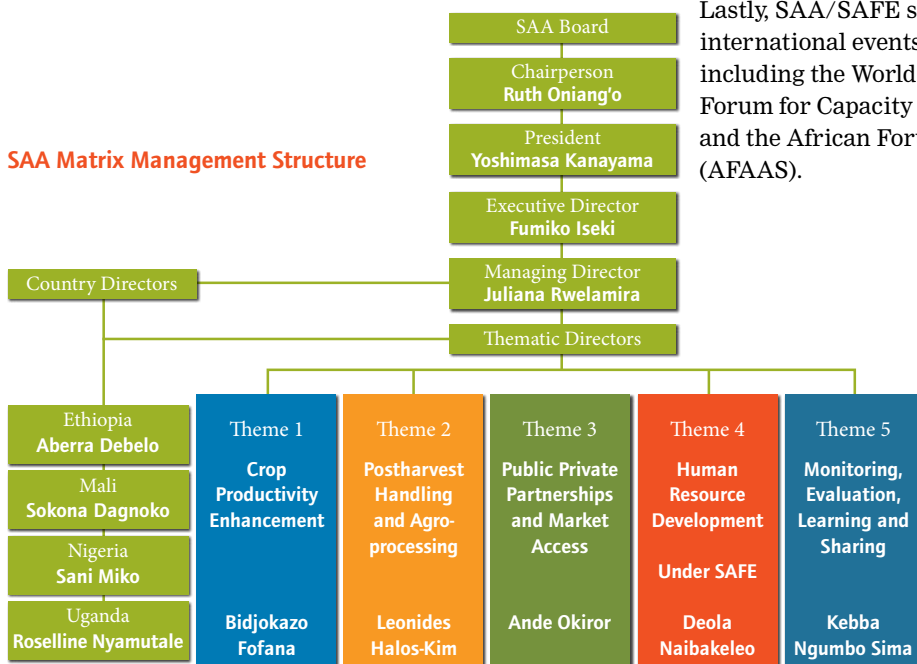 Lastly, SAA/SAFE s
international events
including the World
Forum for Capacity
and the African Foru
(AFAAS).
SAA Matrix Management Structure
SAA Board
Chairperson
Ruth Oniang'o
President
Yoshimasa Kanayama
Executive Director
Fumiko Iseki
Country Directors
Managing Director
Juliana Rwelamira
Thematic Directors
Ethiopia
Aberra Debelo
Mali
Sokona Dagnoko
Nigeria
Sani Miko
Uganda
Roselline Nyamutale
Theme 1
Crop
Productivity
Enhancement
Bidjokazo
Fofana
Theme 2
Postharvest
Handling
and Agro-
processing
Leonides
Halos-Kim
Theme 3
Public Private
Partnerships
and Market
Access
Ande Okiror
Theme 4
Human
Resource
Development
Under SAFE
Deola
Naibakeleo
Theme 5
Monitoring,
Evaluation,
Learning and
Sharing
Kebba
Ngumbo Sima